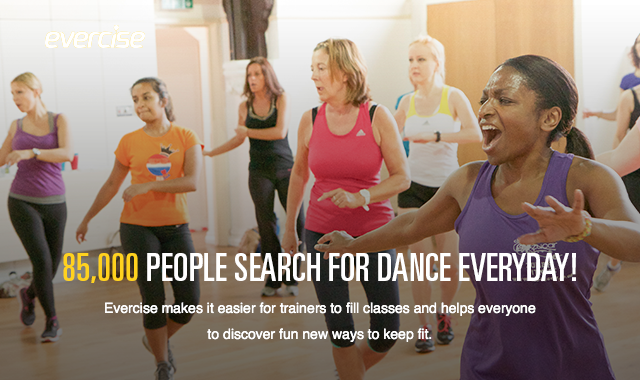 evercise
85,000 PEOPLE SEARCH FOR DANCE EVERYDAY!
Evercise makes it easier for trainers to fill classes and helps everyone
to discover fun new ways to keep fit.